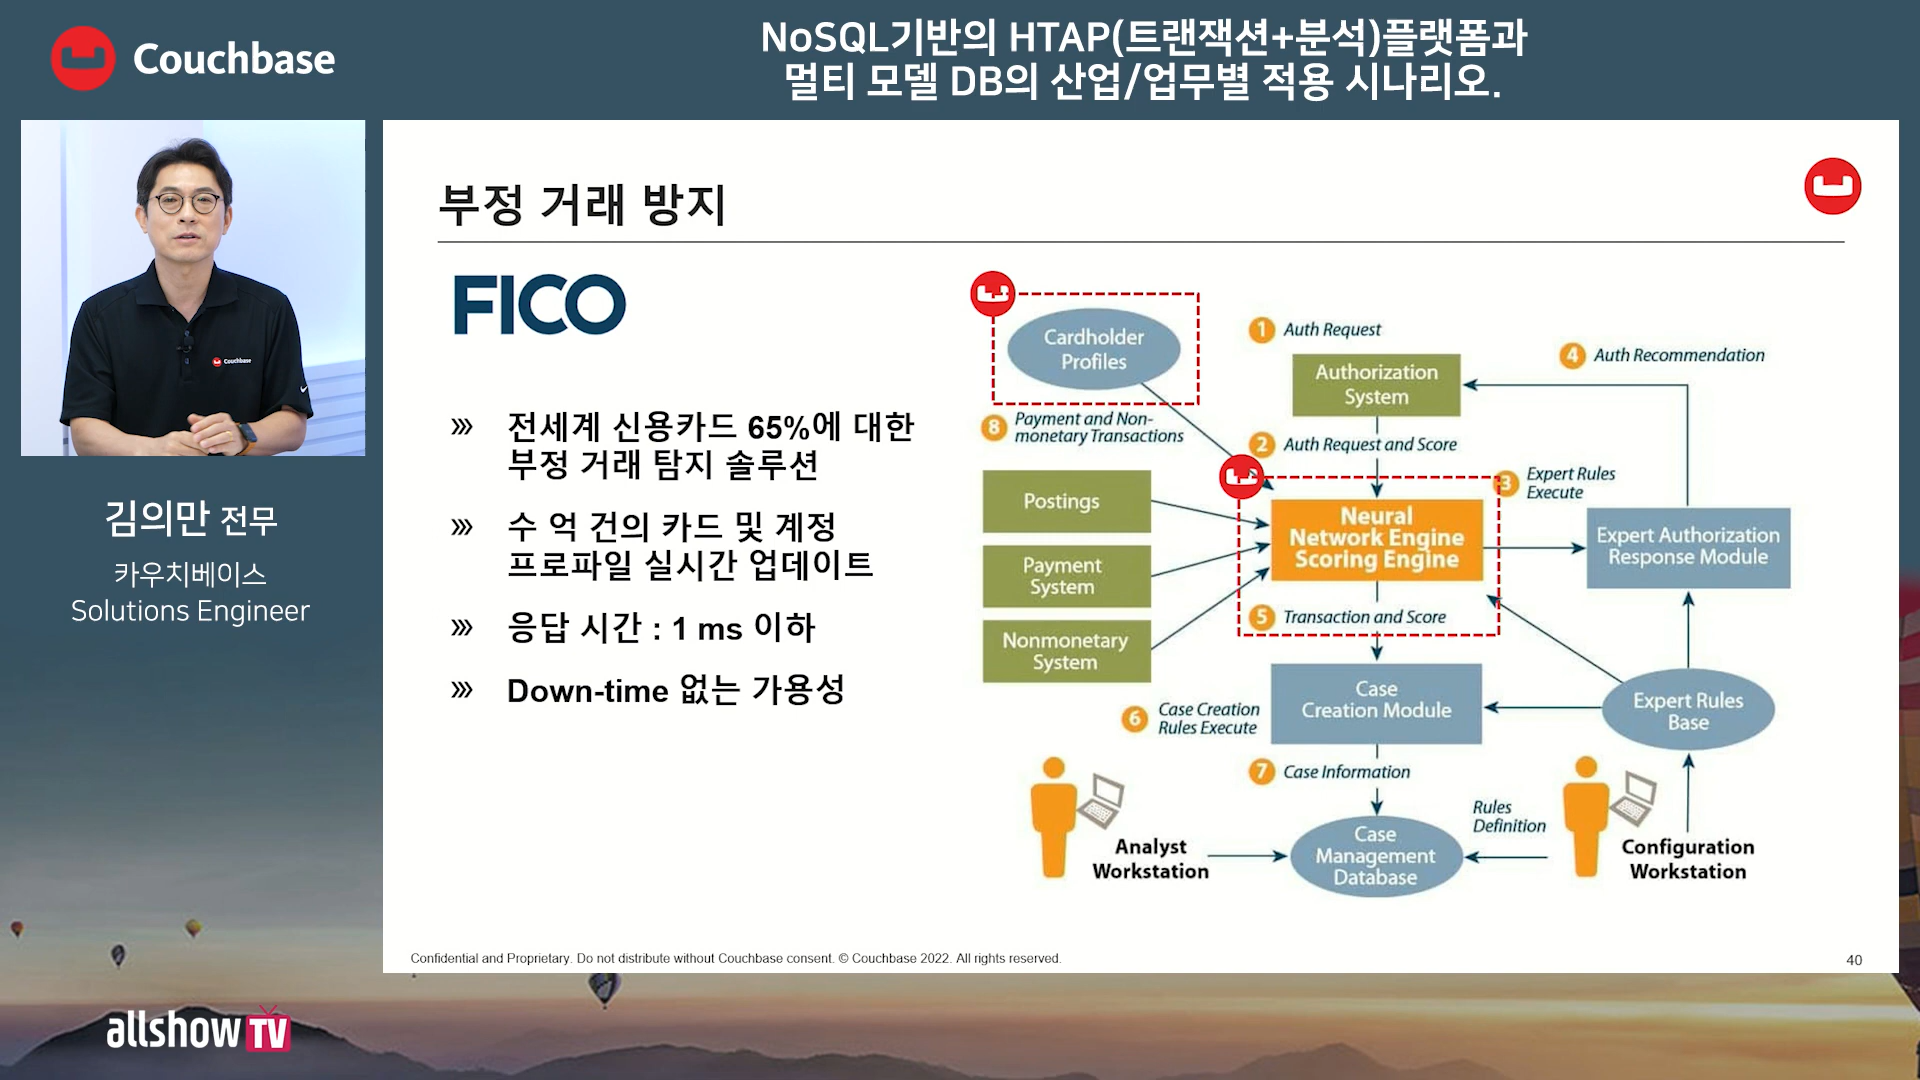 Couchbase
NoSQL기반의 HTAP(트랜잭션+분석)플랫폼과
멀티 모델 DB의 산업/업무별 적용 시나리오.
Couchbase
김의만 전무
카우치베이스
Solutions Engineer
부정 거래 방지
FICO
전세계 신용카드 65%에 대한
부정 거래 탐지 솔루션
수 억 건의 카드 및 계정
프로파일 실시간 업데이트
응답 시간 : 1 ms 이하
Down-time 없는 가용성
Cardholder
Profiles
1 Auth Request
Authorization
System
4 Auth Recommendation
8 Payment and Non-
monetary Transactions
2 Auth Request and Score
3 Expert Rules
Execute
Postings
Neural
Network Engine
Scoring Engine
Expert Authorization
Response Module
Payment
System
5 Transaction and Score
Nonmonetary
System
Case
Creation Module
6 Case Creation
Rules Execute
Expert Rules
Base
7 Case Information
Rules
Definition
Analyst
Workstation
Case
Management
Database
Configuration
Workstation
Confidential and Proprietary. Do not distribute without Couchbase consent. © Couchbase 2022. All rights reserved.
40
allshow TV